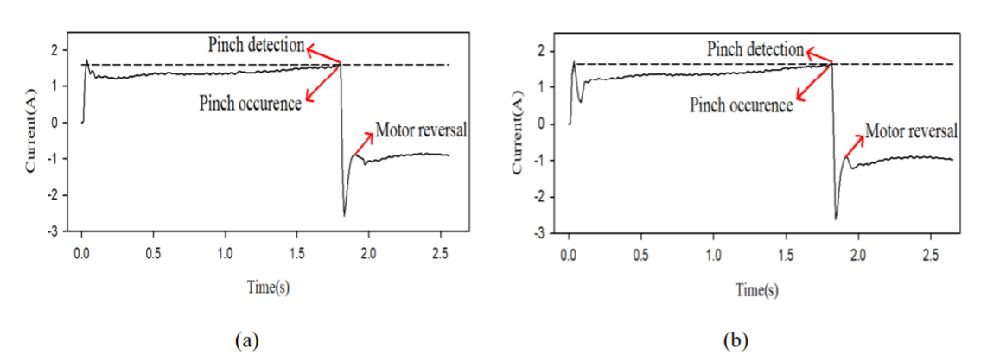 Pinch detection
Pinch occurence
Motor reversal
Current(A)
2
1
0
-1
-2
-3
0.0 0.5 1.0 1.5 2.0 2.5
Time(s)
(a)
Pinch detection
Pinch occurence
Motor reversal
Current(A)
2
1
0
-1
-2
-3
0.0 0.5 1.0 1.5 2.0 2.5
Time(s)
(b)